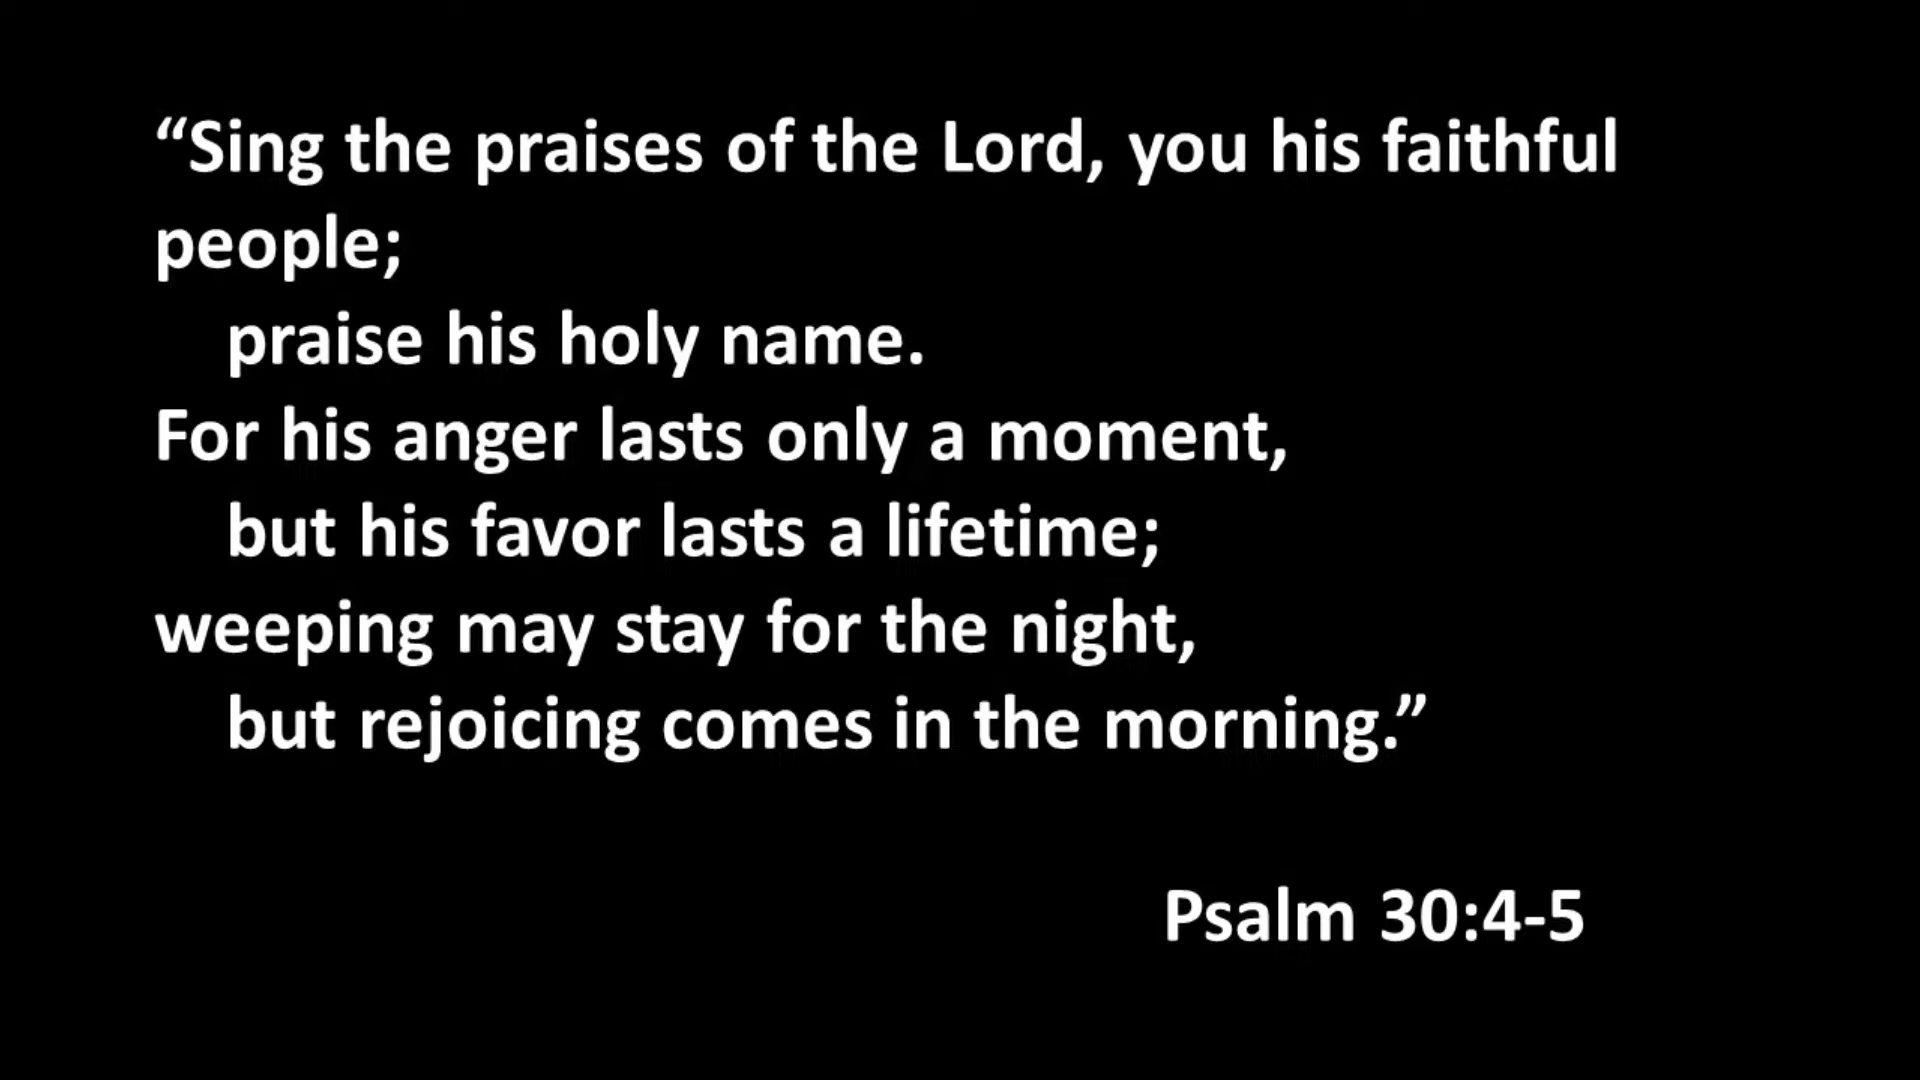 “Sing the praises of the Lord, you his faithful
people;
praise his holy name.
For his anger lasts only a moment,
but his favor lasts a lifetime;
weeping may stay for the night,
but rejoicing comes in the morning.”
Psalm 30:4-5